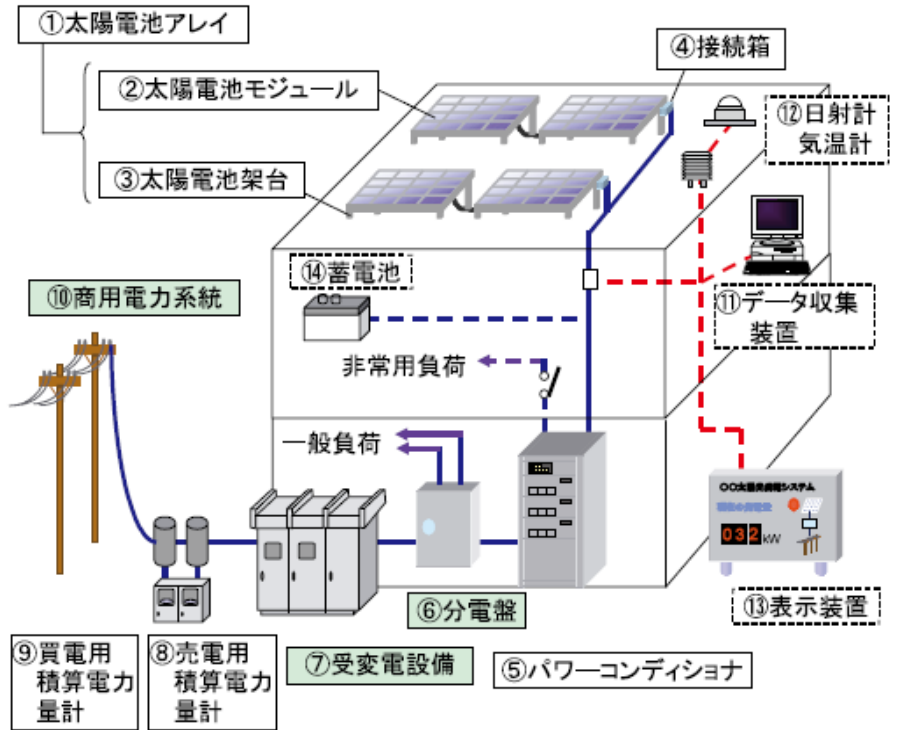 ①太陽電池アレイ
②太陽電池モジュール
③太陽電池架台
④接続箱
⑫日射計
気温計
⑭蓄電池
⑩商用電力系統
⑪データ収集
装置
非常用負荷
一般負荷
〇〇太陽光発電システム
032kW
⑬表示装置
⑥分電盤
⑦受変電設備
⑤パワーコンディショナ
⑨買電用
積算電力
量計
⑧売電用
積算電力
量計